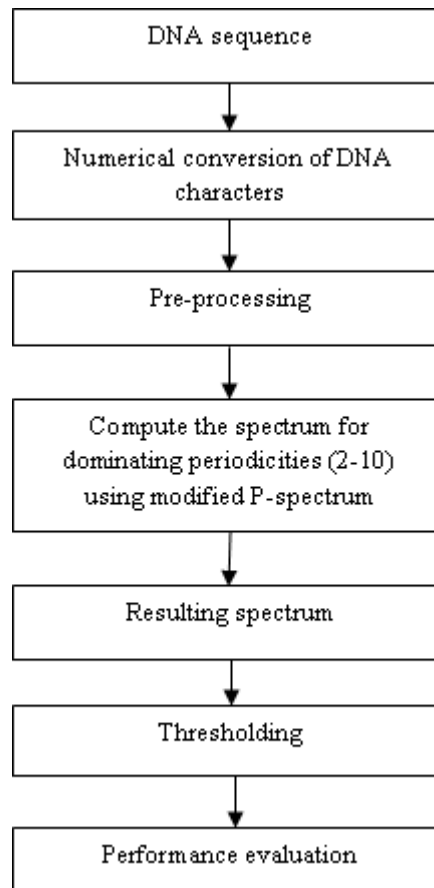 DNA sequence
Numerical conversion of DNA
characters
Pre-processing
Compute the spectrum for
dominating periodicities (2-10)
using modified P-spectrum
Resulting spectrum
Thresholding
Performance evaluation